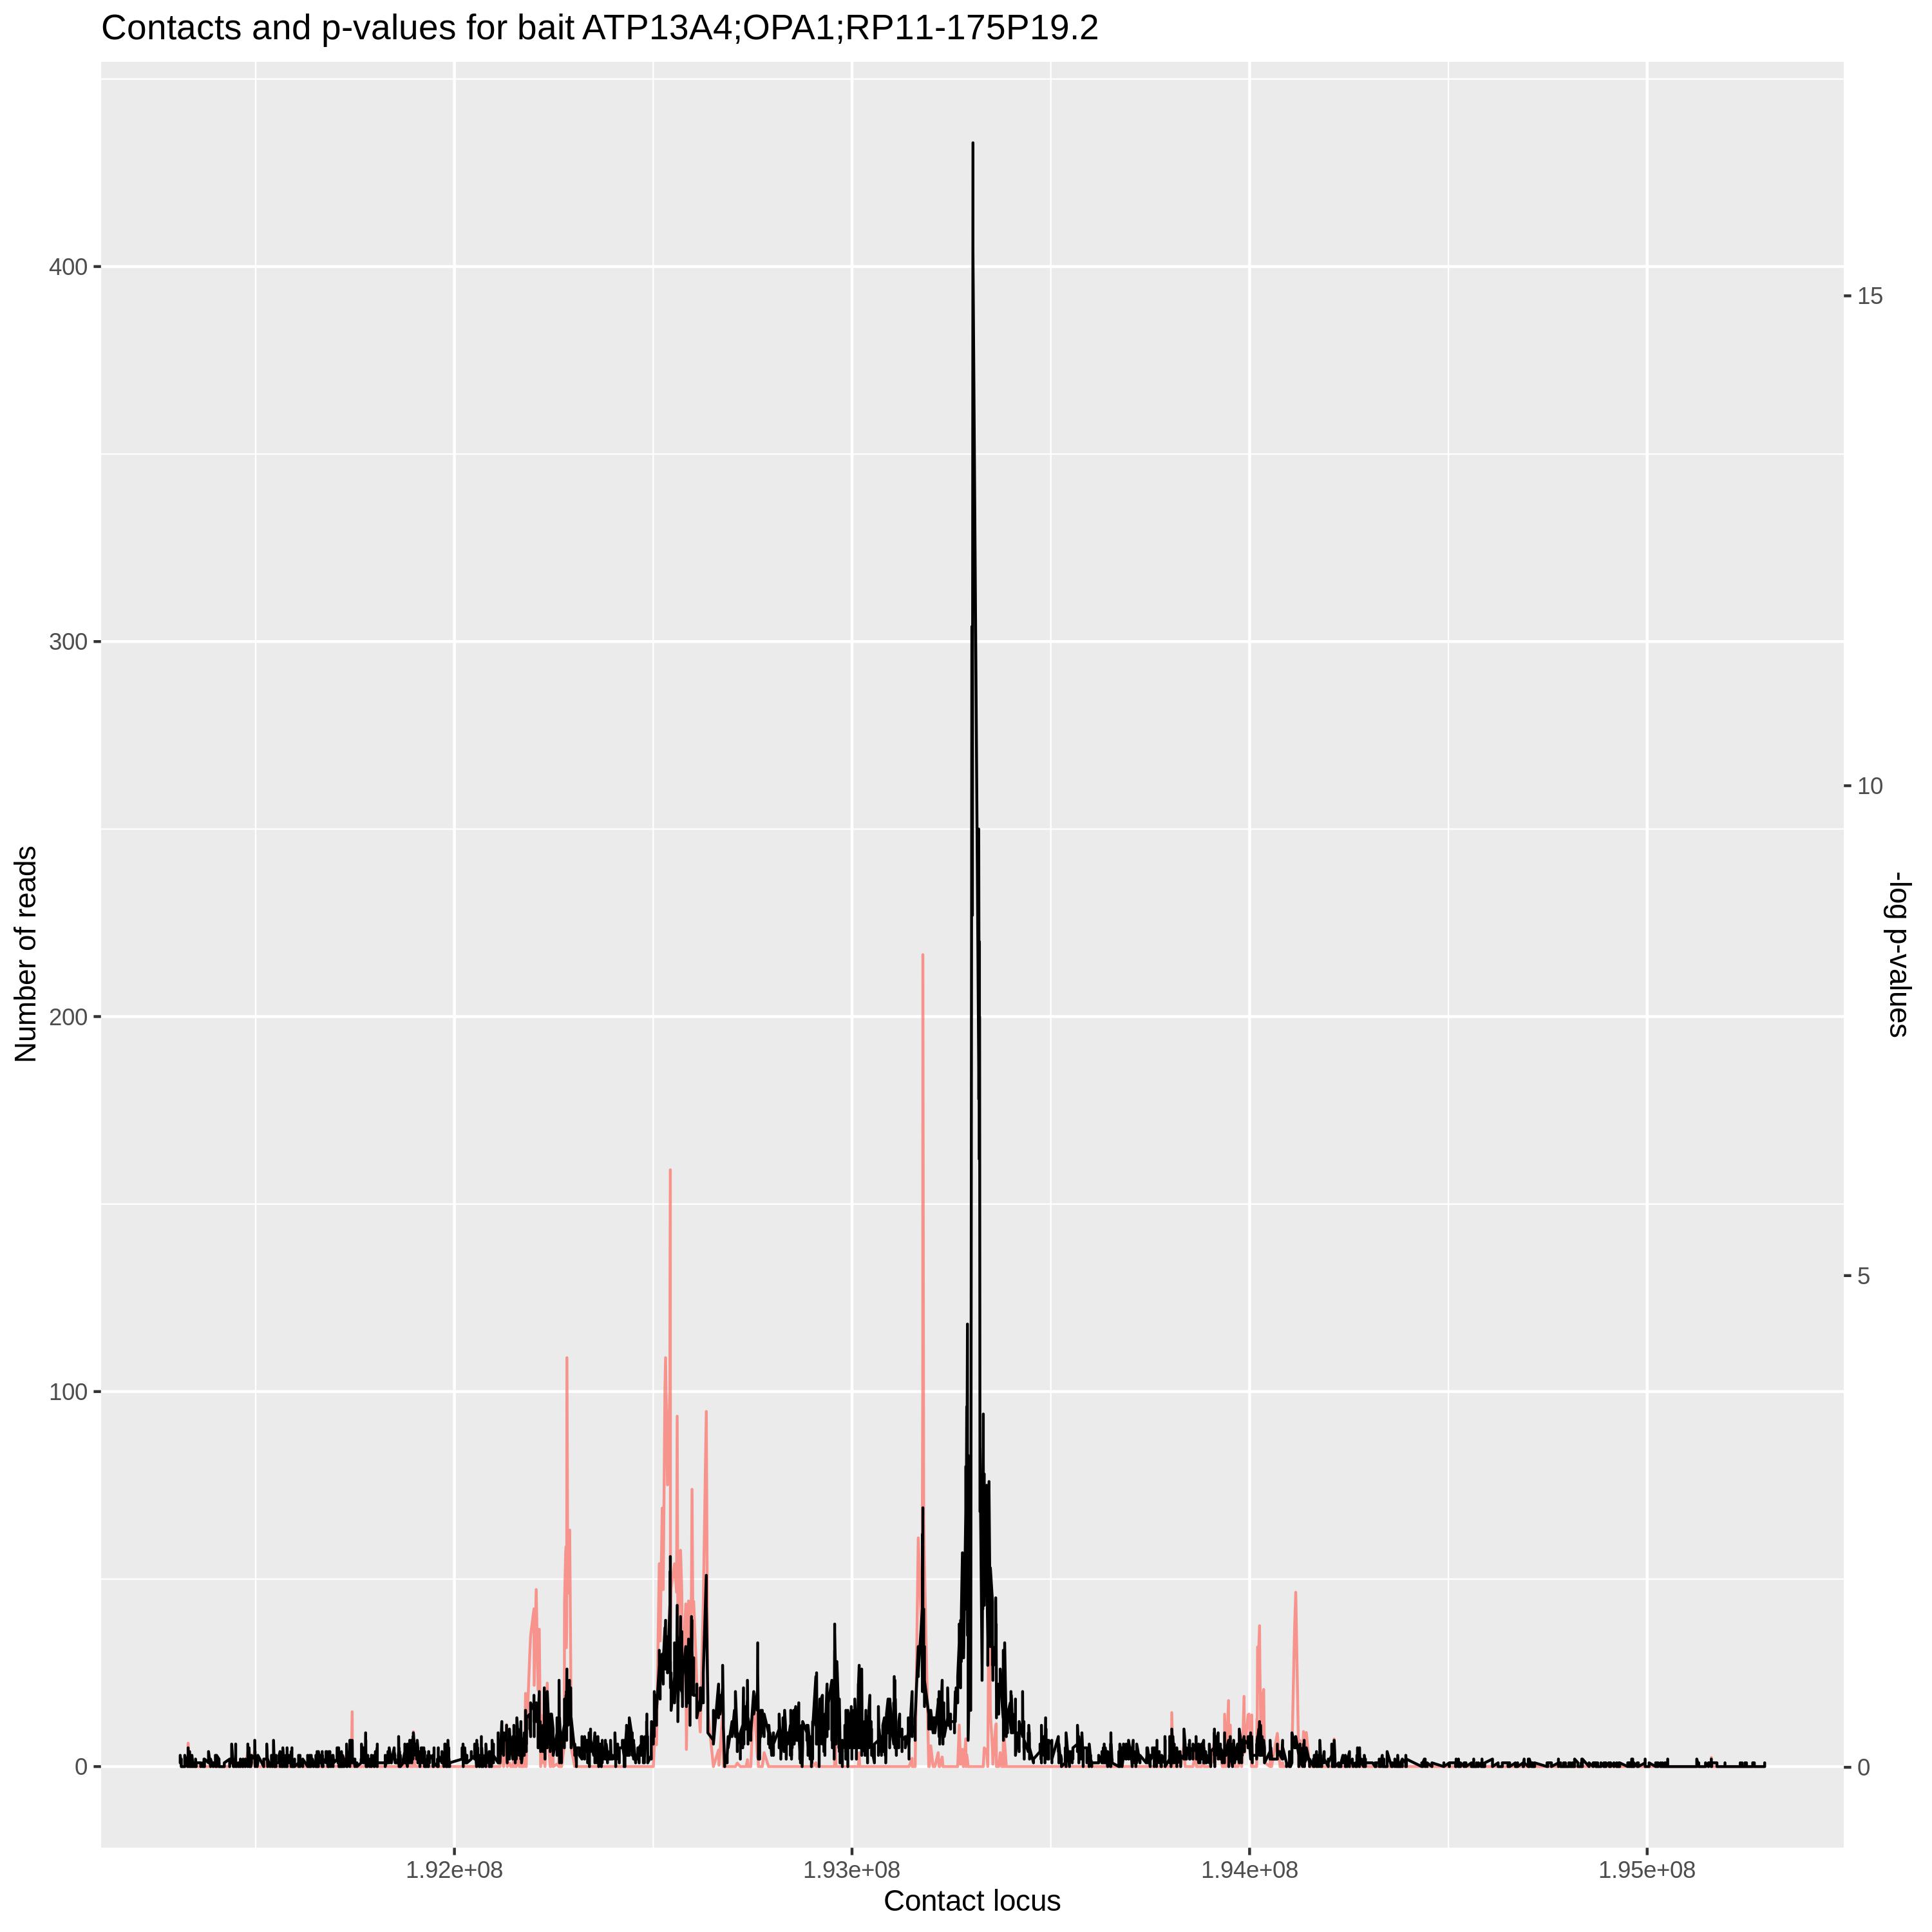 Contacts and p-values for bait ATP13A4;OPA1;RP11-175P19.2
400
300
200
100
0
Number of reads
15
10
5
0
-log p-values
1.92e+08
1.93e+08
1.94e+08
1.95e+08
Contact locus